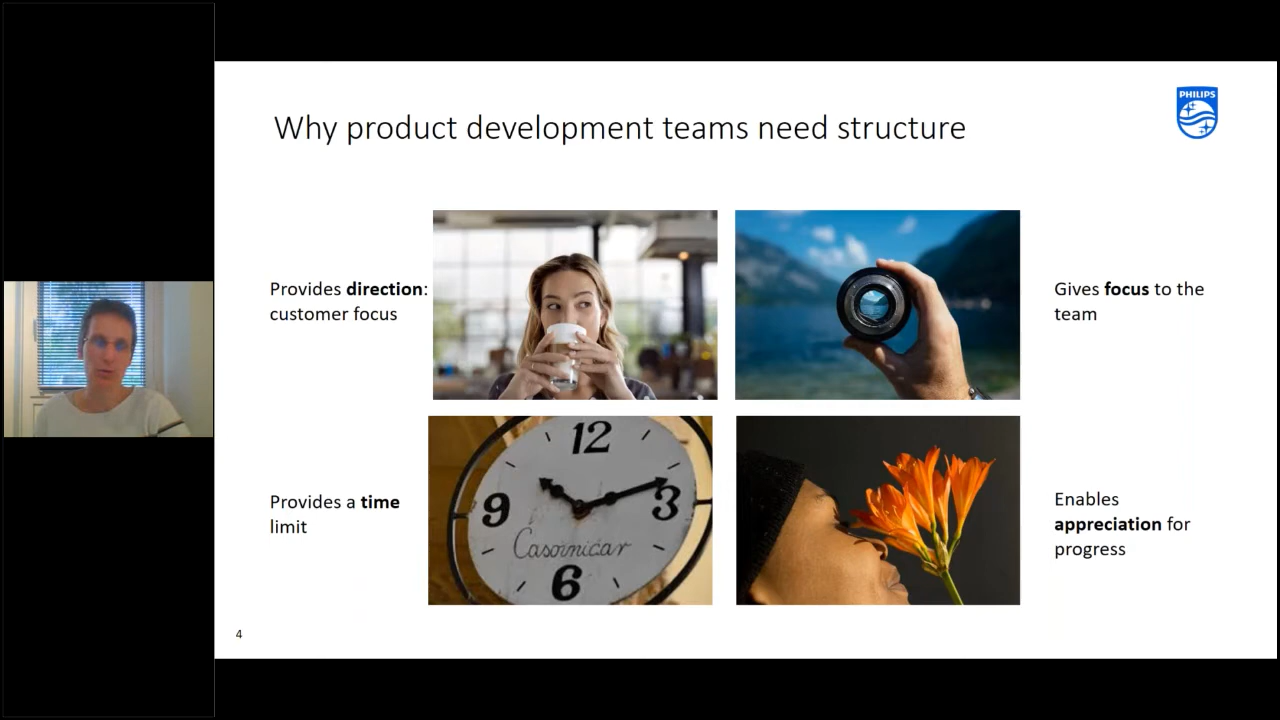 Why product development teams need structure
PHILIPS
Provides direction:
customer focus
Gives focus to the
team
12
9
3
Casornicar
6
Provides a time
limit
Enables
appreciation for
progress
4